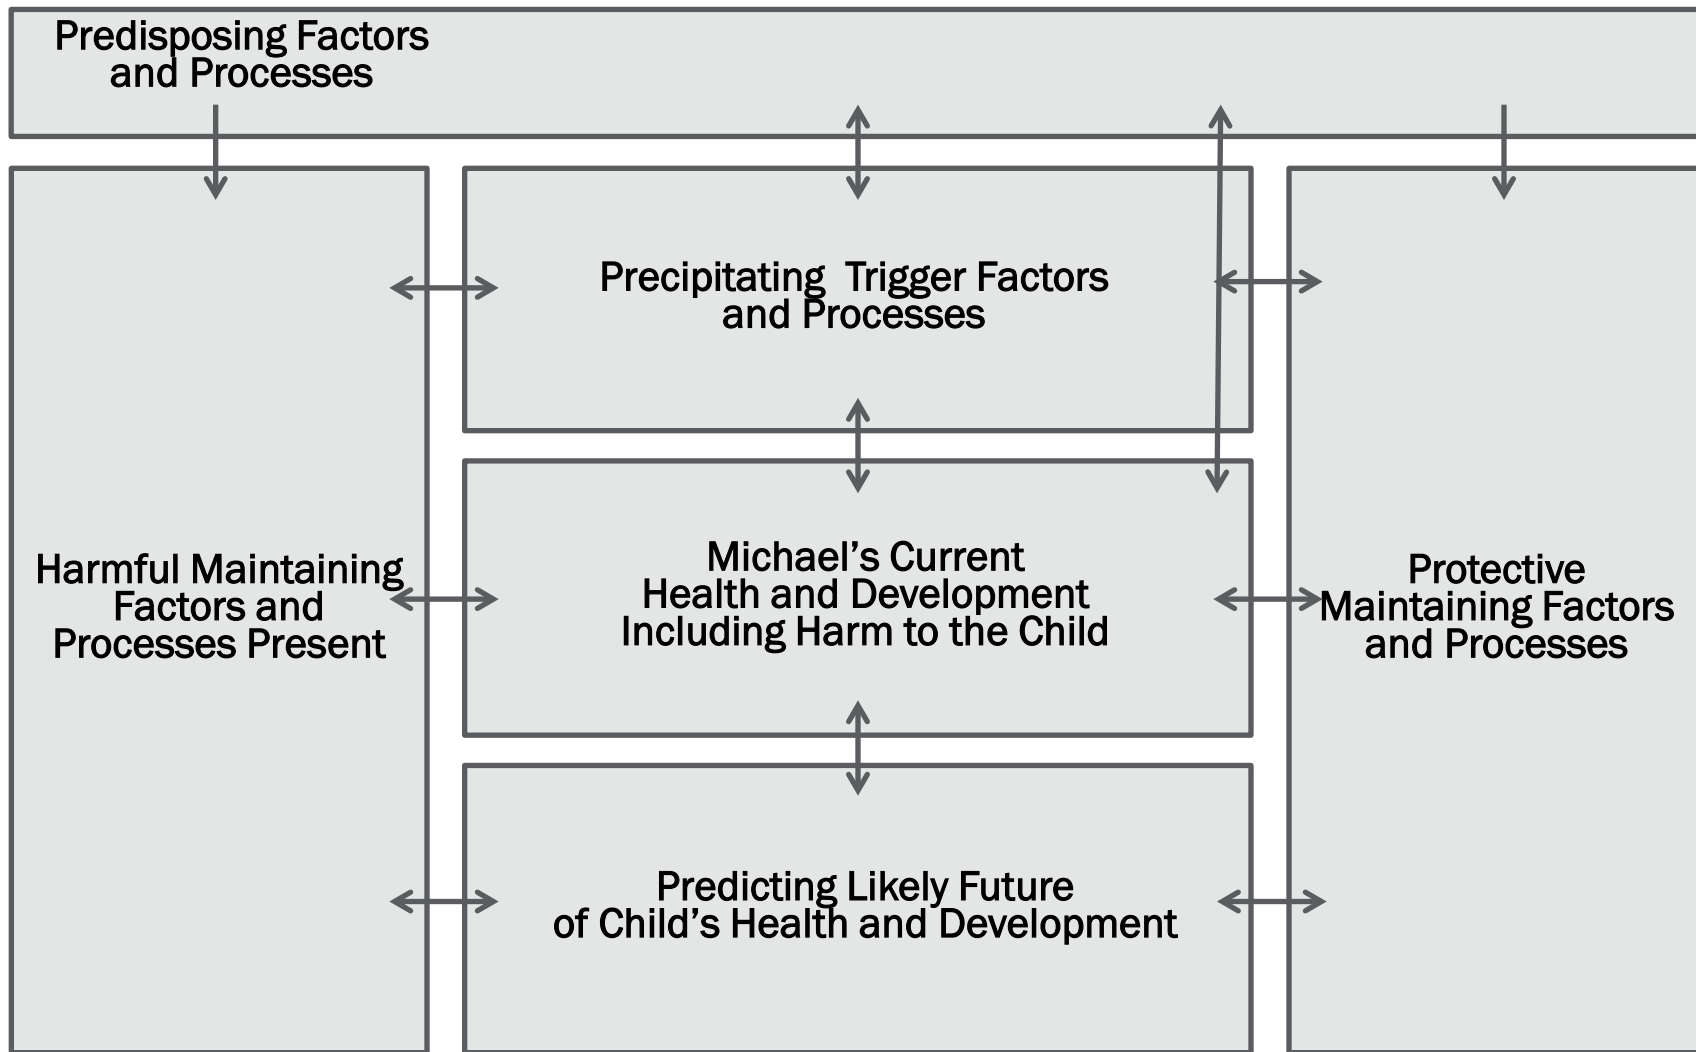 Predisposing Factors
and Processes
Precipitating  Trigger Factors
and Processes
Harmful Maintaining
Factors and
Processes Present
Michael’s Current
Health and Development
Including Harm to the Child
Protective
Maintaining Factors
and Processes
Predicting Likely Future
of Child’s Health and Development